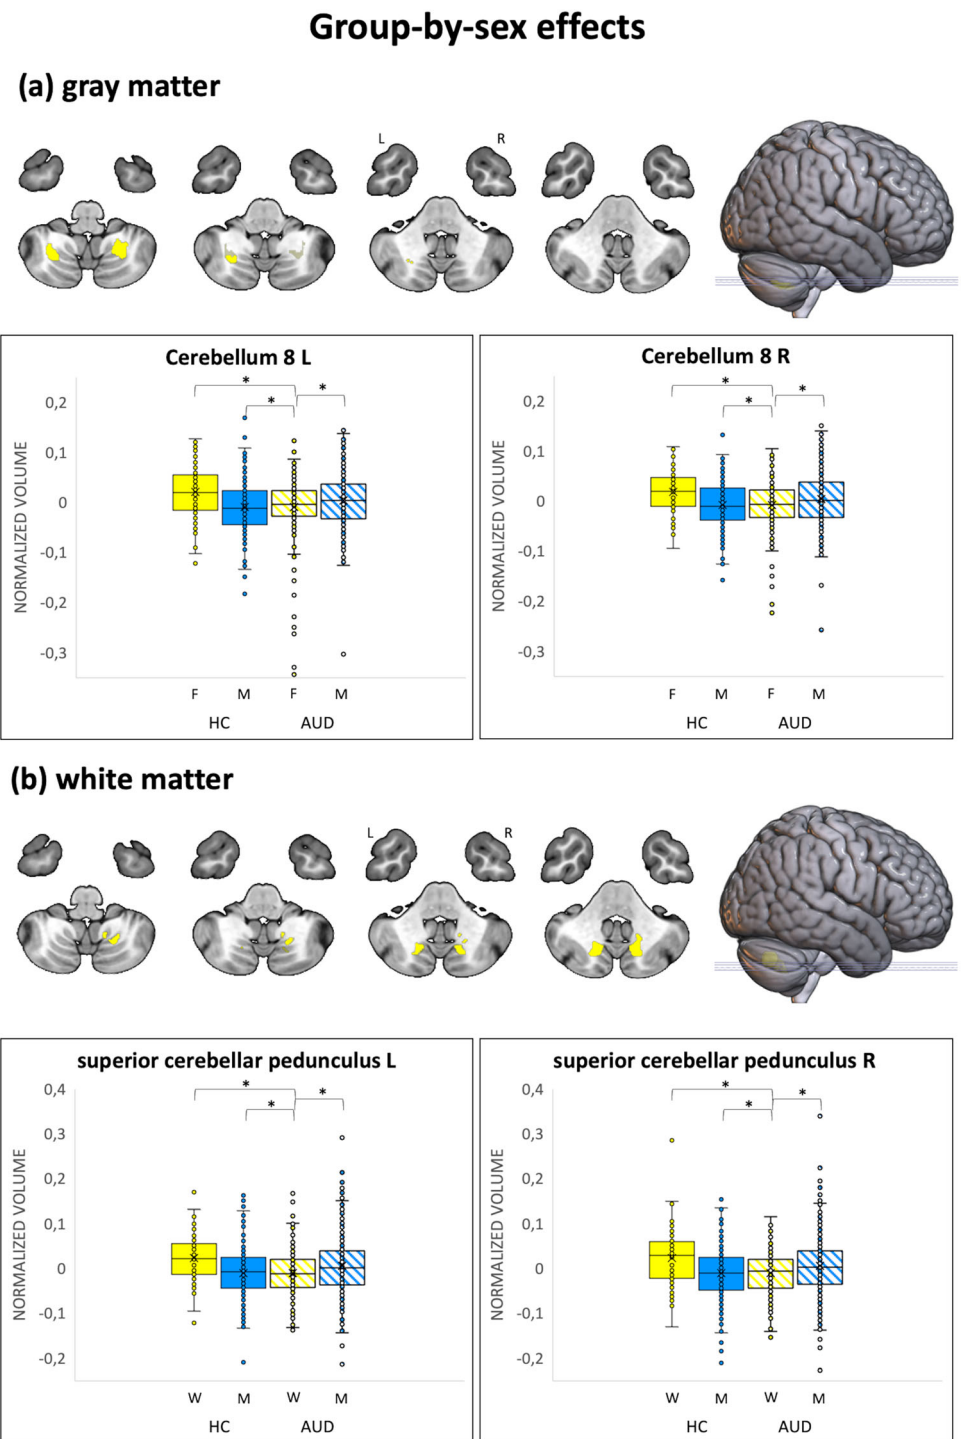 Group-by-sex effects
(a) gray matter
L R
Cerebellum 8 L
NORMALIZED VOLUME
0,2
0,1
0
-0,1
-0,2
-0,3
* * *
F M F M
HC AUD
Cerebellum 8 R
NORMALIZED VOLUME
0,2
0,1
0
-0,1
-0,2
-0,3
* * *
F M F M
HC AUD
(b) white matter
L R
superior cerebellar pedunculus L
NORMALIZED VOLUME
0,4
0,3
0,2
0,1
0
-0,1
-0,2
* * *
W M W M
HC AUD
superior cerebellar pedunculus R
NORMALIZED VOLUME
0,4
0,3
0,2
0,1
0
-0,1
-0,2
* * *
W M W M
HC AUD